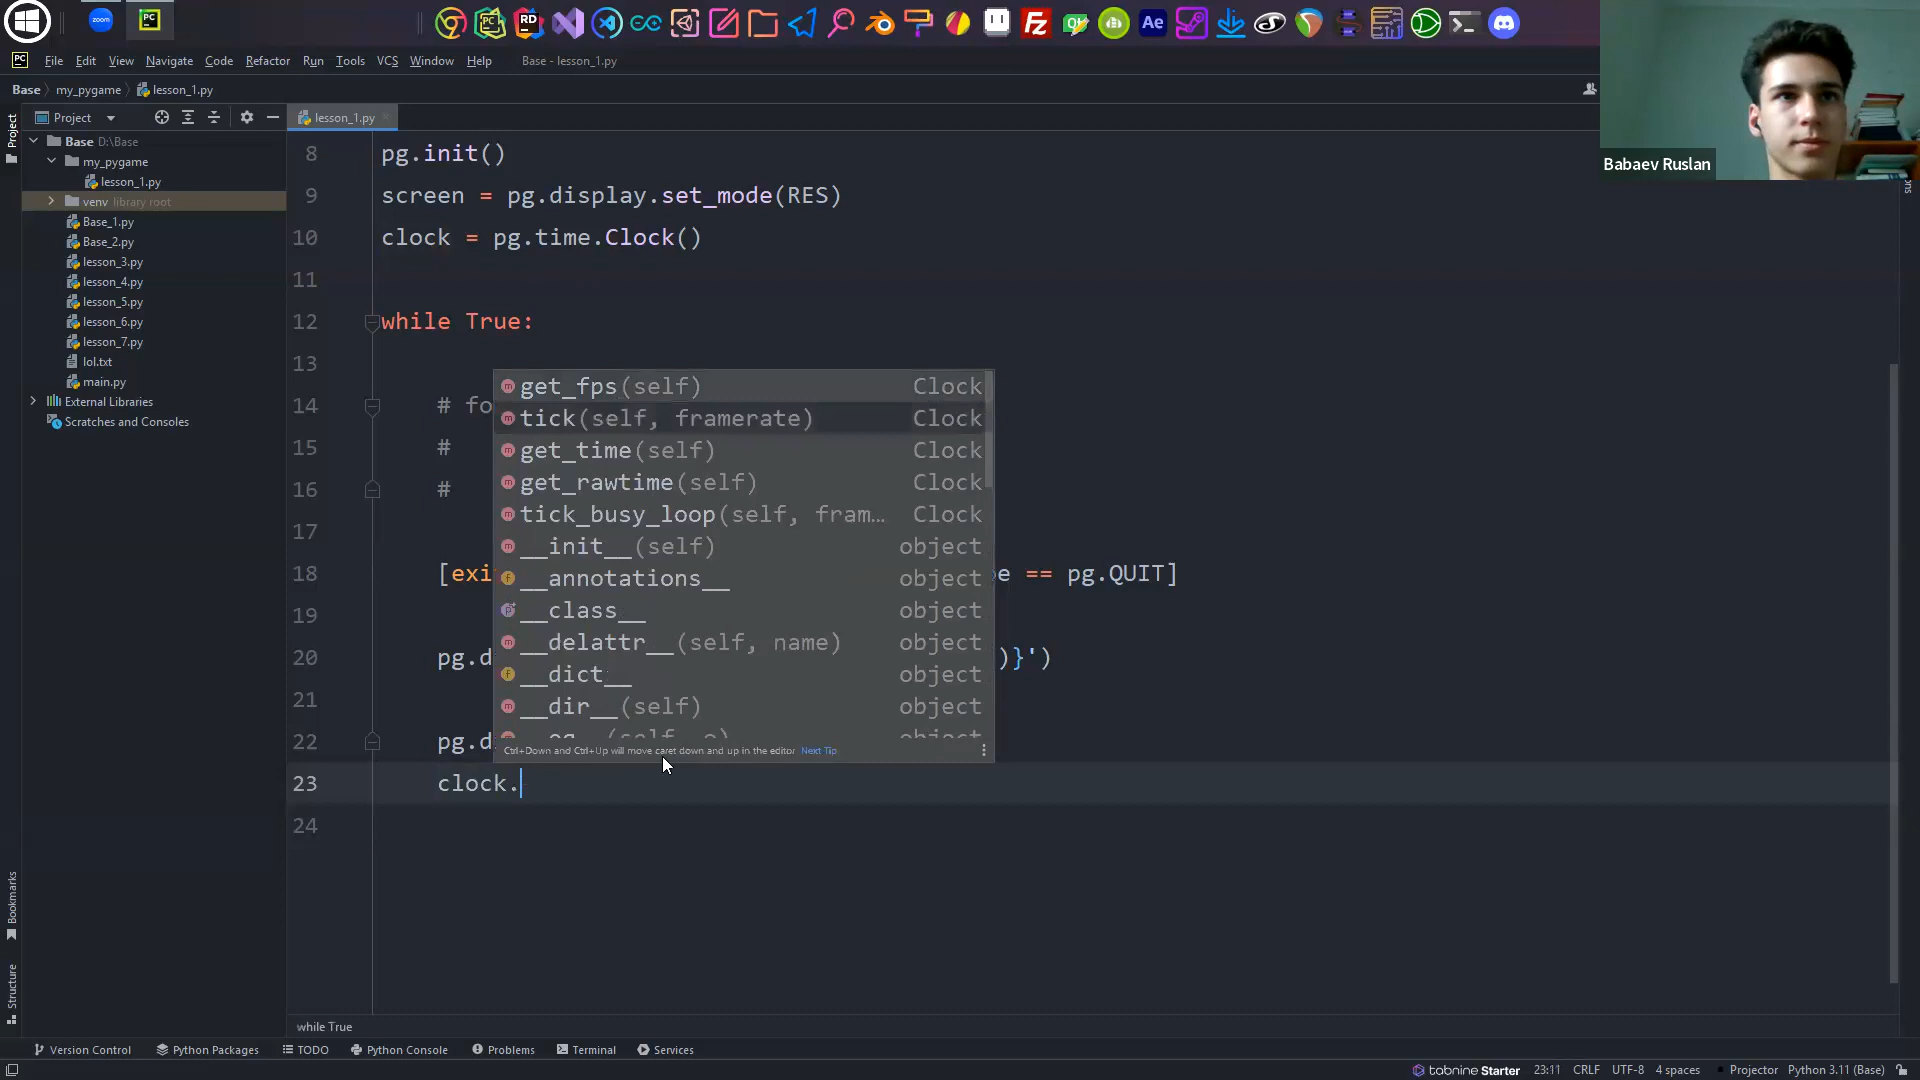 zoom
File Edit View Navigate Code Refactor Run Tools VCS Window Help Base - lesson_1.py
Base my_pygame lesson_1.py
Project
lesson_1.py
Base D:\Base
my_pygame
lesson_1.py
venv library root
Base_1.py
Base_2.py
lesson_3.py
lesson_4.py
lesson_5.py
lesson_6.py
lesson_7.py
lol.txt
main.py
External Libraries
Scratches and Consoles
Project
Bookmarks
Structure
8 pg.init()
9 screen = pg.display.set_mode(RES)
10 clock = pg.time.Clock()
11
12 while True:
13
14 # fo
15 #
16 #
17
18 [exi e == pg.QUIT]
19
20 pg.d )}')
21
22 pg.d
23 clock.
24
get_fps(self) Clock
tick(self, framerate) Clock
get_time(self) Clock
get_rawtime(self) Clock
tick_busy_loop(self, fram… Clock
__init__(self) object
__annotations__ object
__class__ object
__delattr__(self, name) object
__dict__ object
__dir__(self) object
Ctrl+Down and Ctrl+Up will move caret down and up in the editor Next Tip
Babaev Ruslan
while True
Version Control Python Packages TODO Python Console Problems Terminal Services
tabnine Starter 23:11 CRLF UTF-8 4 spaces Projector Python 3.11 (Base)